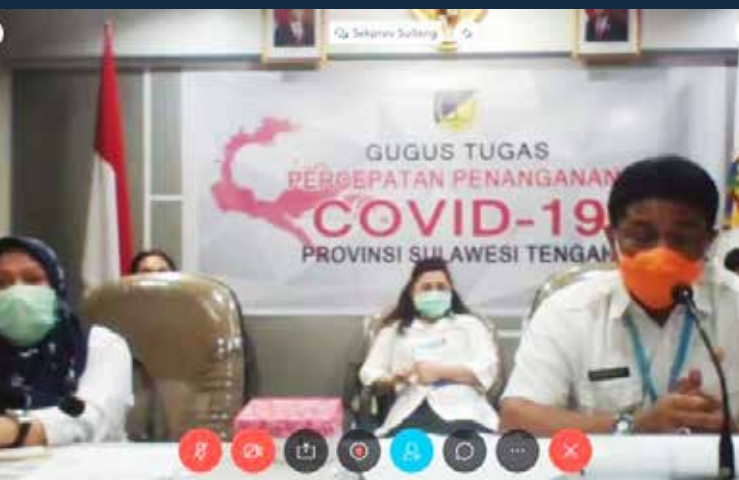 Sekprov Sulteng
GUGUS TUGAS
PERCEPATAN PENANGANAN
COVID-19
PROVINSI SULAWESI TENGAH